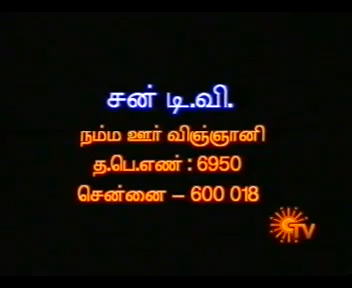 சன் டி.வி.
நம்ம ஊர் விஞ்ஞானி
த.பெ.எண் : 6950
சென்னை – 600 018
TV